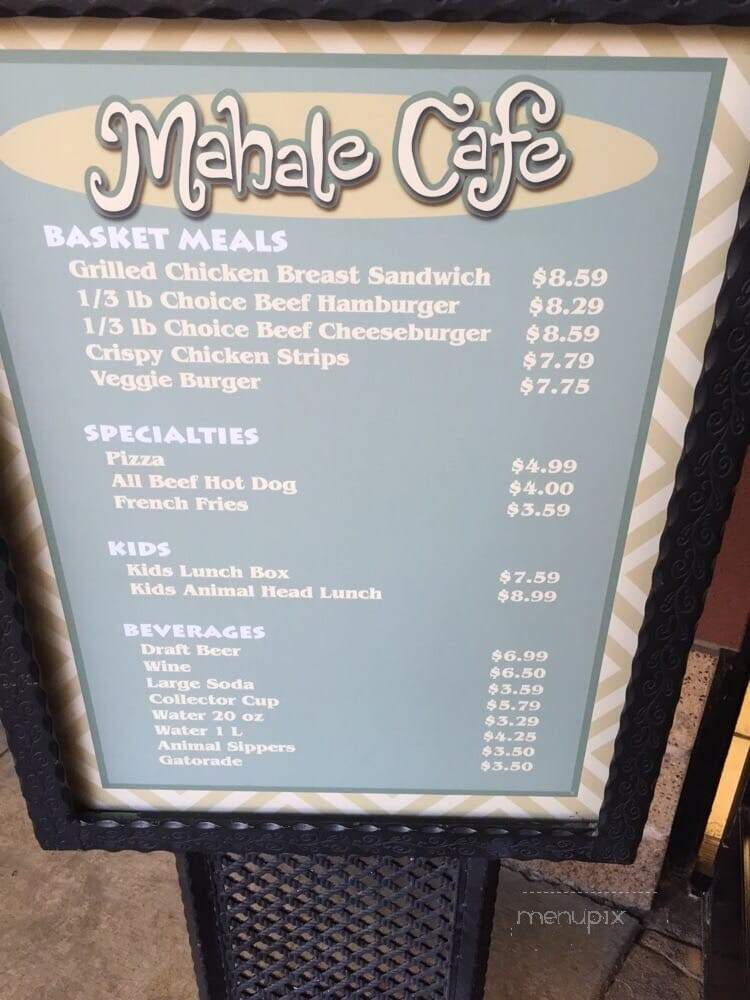 Mahale Cafe
BASKET MEALS
Grilled Chicken Breast Sandwich $8.59
1/3 lb Choice Beef Hamburger $8.29
1/3 lb Choice Beef Cheeseburger $8.59
Crispy Chicken Strips $7.79
Veggie Burger $7.75
SPECIALTIES
Pizza $4.99
All Beef Hot Dog $4.00
French Fries $3.59
KIDS
Kids Lunch Box $7.59
Kids Animal Head Lunch $8.99
BEVERAGES
Draft Beer $6.99
Wine $6.50
Large Soda $3.59
Collector Cup $5.79
Water 20 oz $3.29
Water 1 L $4.25
Animal Sippers $3.50
Gatorade $3.50
menupix